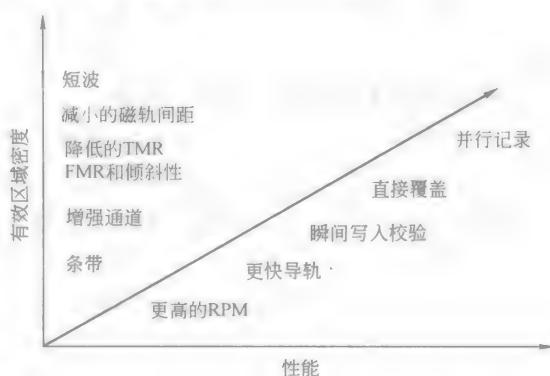 短波
减小的磁轨间距
降低的TMR
FMR和倾斜性
增强通道
条带
有效区域密度
并行记录
直接覆盖
瞬间写入校验
更快导轨
更高的RPM
性能